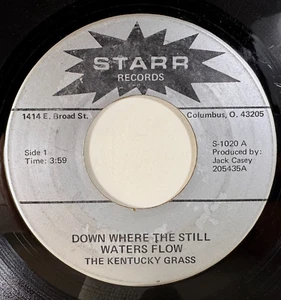 STARR
RECORDS
1414 E. Broad St.
Columbus, O. 43205
Side 1
Time: 3:59
S-1020 A
Produced by:
Jack Casey
205435A
DOWN WHERE THE STILL
WATERS FLOW
THE KENTUCKY GRASS